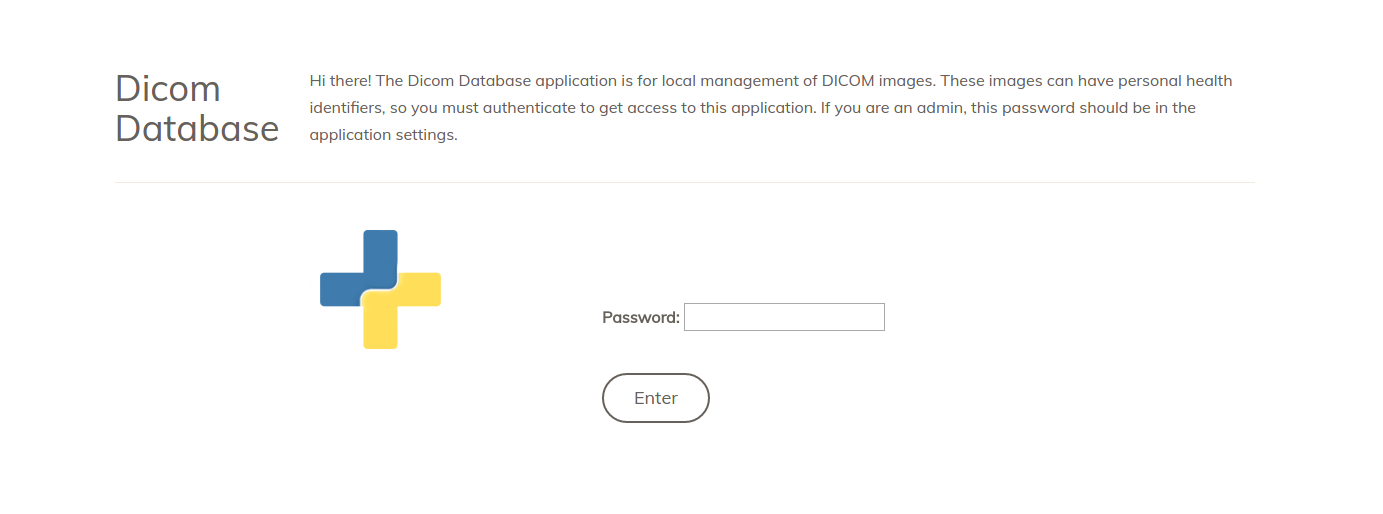 Dicom
Database
Hi there! The Dicom Database application is for local management of DICOM images. These images can have personal health
identifiers, so you must authenticate to get access to this application. If you are an admin, this password should be in the
application settings.
Password:
Enter